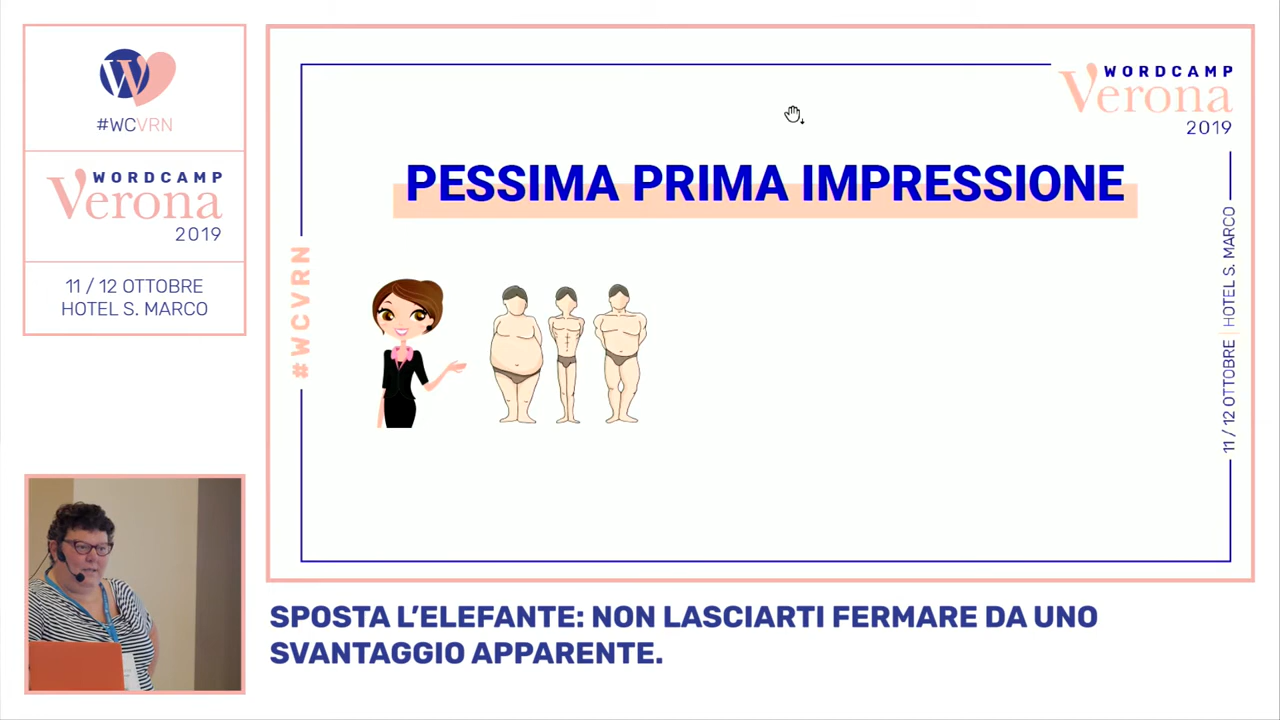 #WCVRN
WORDCAMP
Verona
2019
11 / 12 OTTOBRE
HOTEL S. MARCO
WORDCAMP
Verona
2019
PESSIMA PRIMA IMPRESSIONE
#WCVRN
11 / 12 OTTOBRE | HOTEL S. MARCO
SPOSTA L’ELEFANTE: NON LASCIARTI FERMARE DA UNO
SVANTAGGIO APPARENTE.